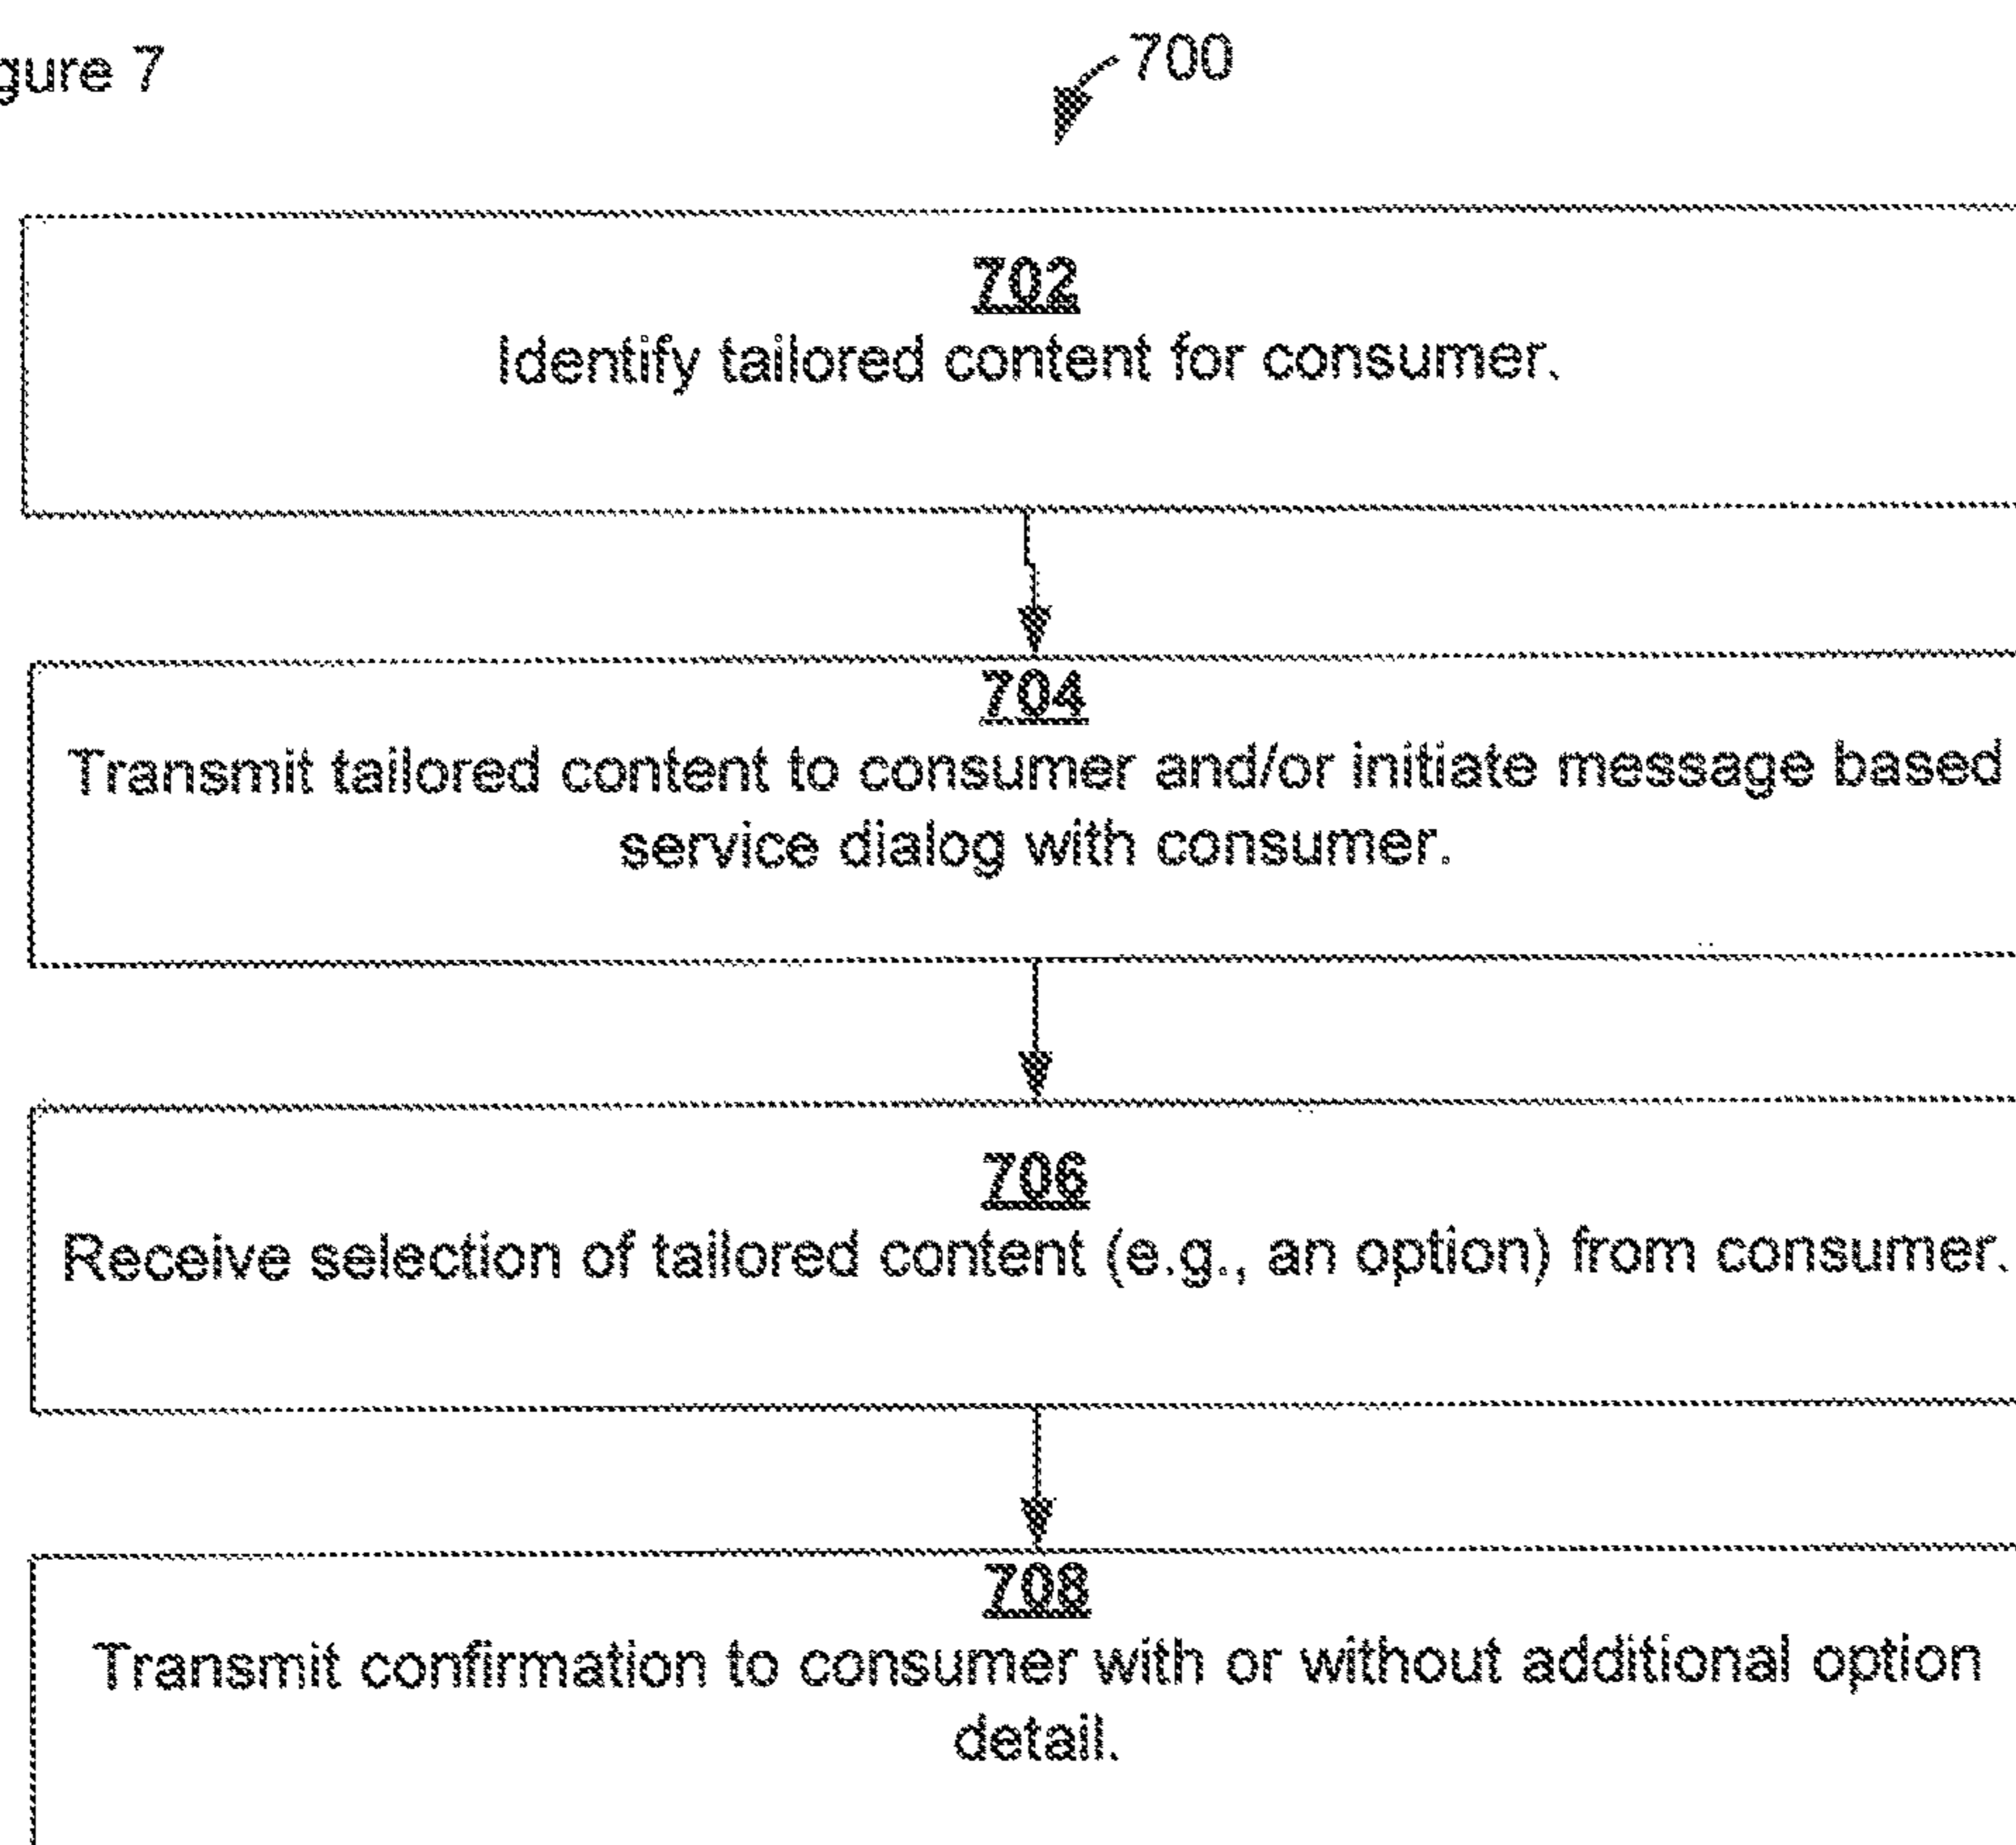 gure 7
700
702
Identify tailored content for consumer.
704
Transmit tailored content to consumer and/or initiate message based
service dialog with consumer.
706
Receive selection of tailored content (e.g., an option) from consumer.
708
Transmit confirmation to consumer with or without additional option
detail.